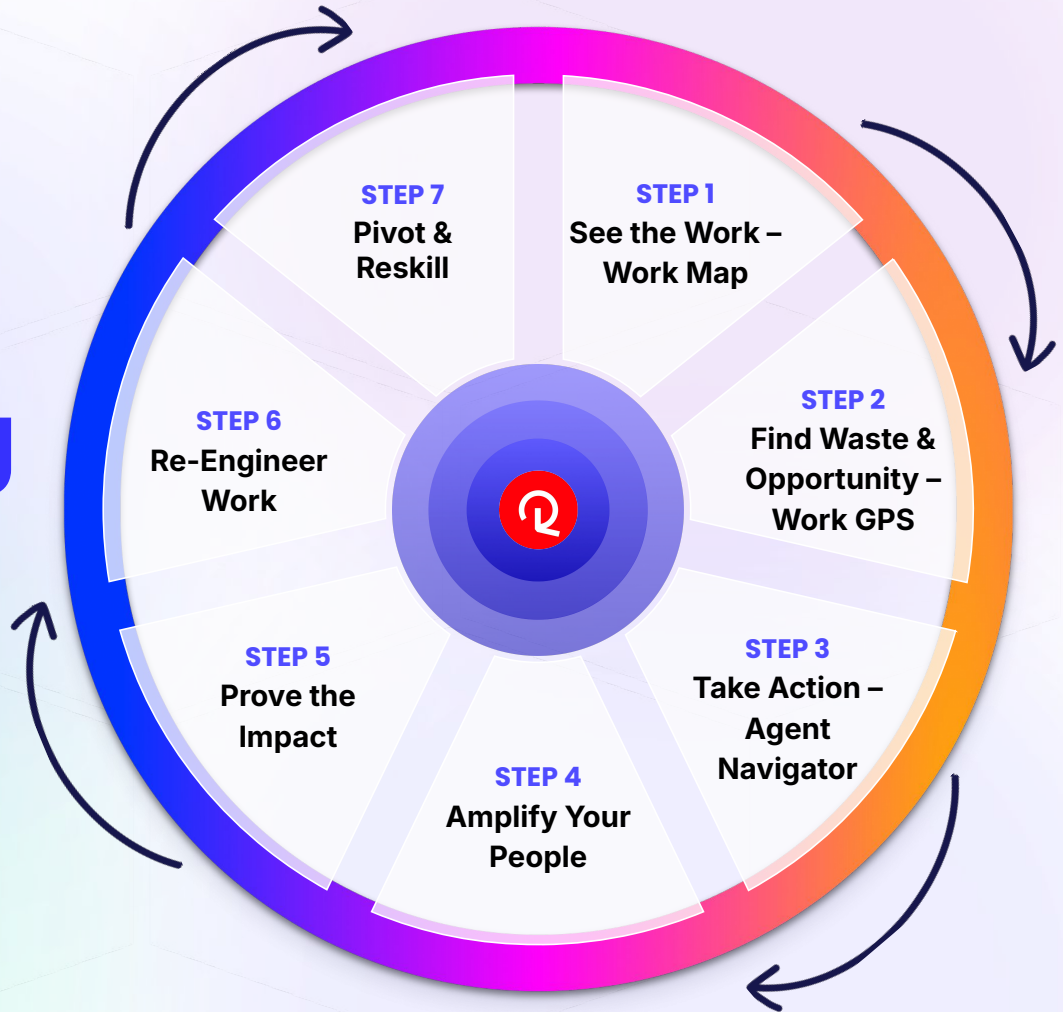 STEP 1
See the Work –
Work Map
STEP 2
Find Waste &
Opportunity –
Work GPS
STEP 3
Take Action –
Agent
Navigator
STEP 4
Amplify Your
People
STEP 5
Prove the
Impact
STEP 6
Re-Engineer
Work
STEP 7
Pivot &
Reskill